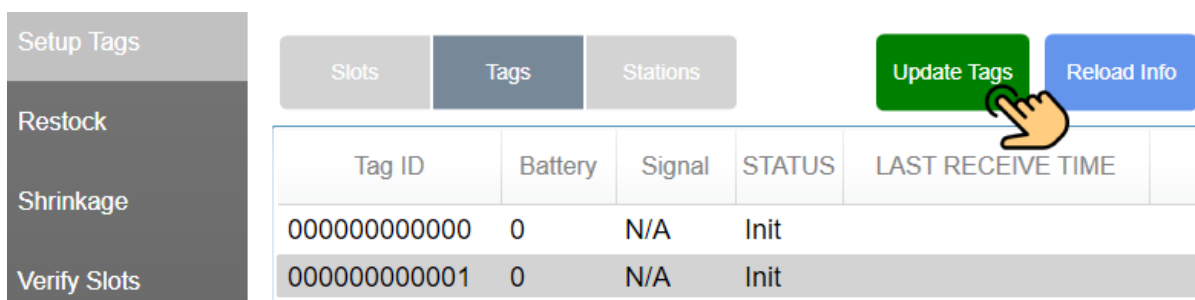 Setup Tags
Restock
Shrinkage
Verify Slots
Slots Tags Stations Update Tags Reload Info
Tag ID Battery Signal STATUS LAST RECEIVE TIME
000000000000 0 N/A Init
000000000001 0 N/A Init